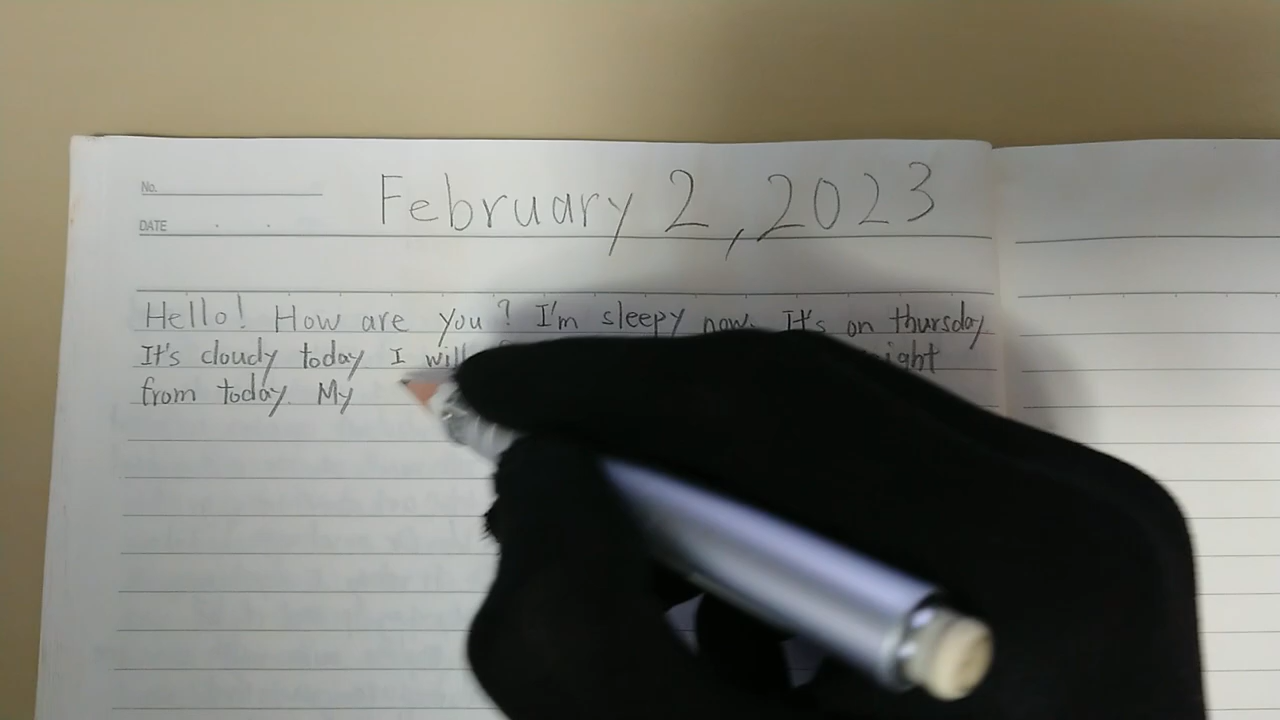 No.
DATE
February 2, 2023
Hello! How are you? I'm sleepy now. It's on thursday
It's cloudy today I will
from today. My